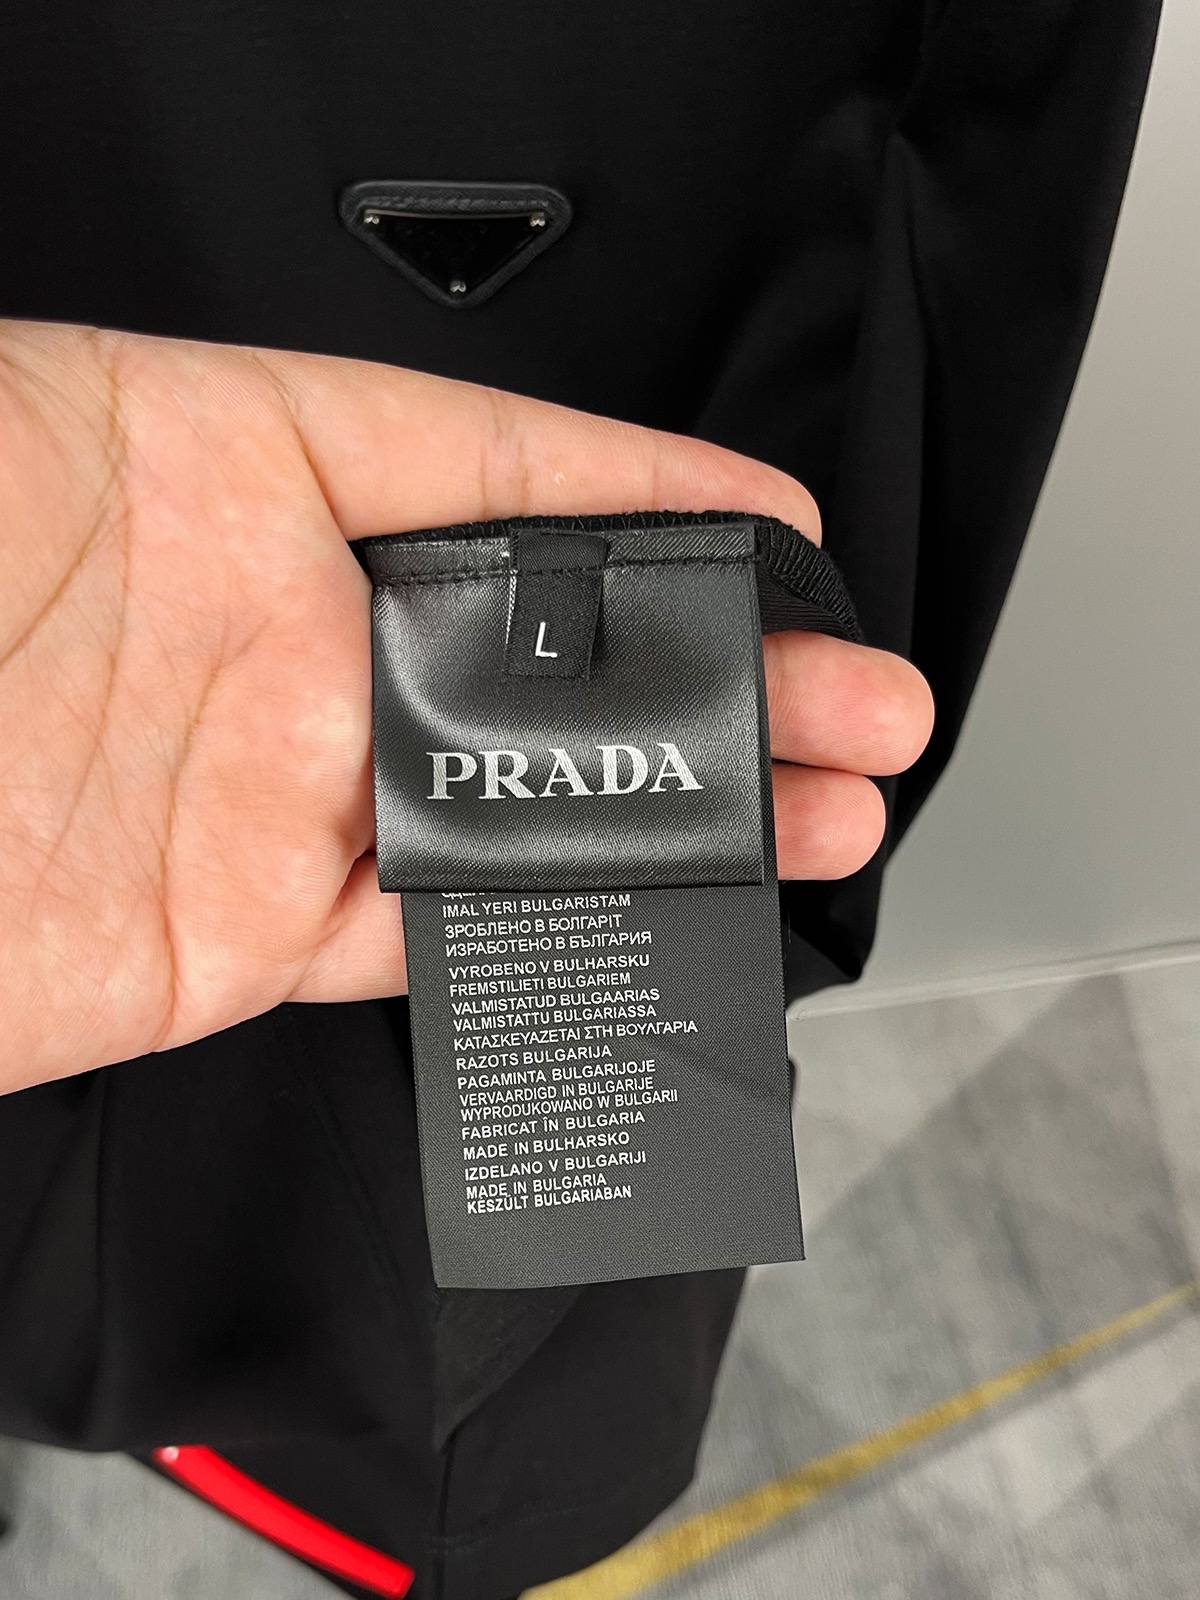 L
PRADA
IMAL YERI BULGARISTAM
ЗРОБЛЕНО В БОЛГАРІТ
ИЗРАБОТЕНО В БЪЛГАРИЯ
VYROBENO V BULHARSKU
FREMSTILIETI BULGARIEM
VALMISTATUD BULGAARIAS
VALMISTATTU BULGARIASSA
ΚΑΤΑΣΚΕΥΑΖΕΤΑΙ ΣΤΗ ΒΟΥΛΓΑΡΙΑ
RAZOTS BULGARIJA
PAGAMINTA BULGARIJOJE
VERVAARDIGD IN BULGARIJE
WYPRODUKOWANO W BULGARII
FABRICAT ÎN BULGARIA
MADE IN BULHARSKO
IZDELANO V BULGARIJI
MADE IN BULGARIA
KÉSZÜLT BULGARIABAN